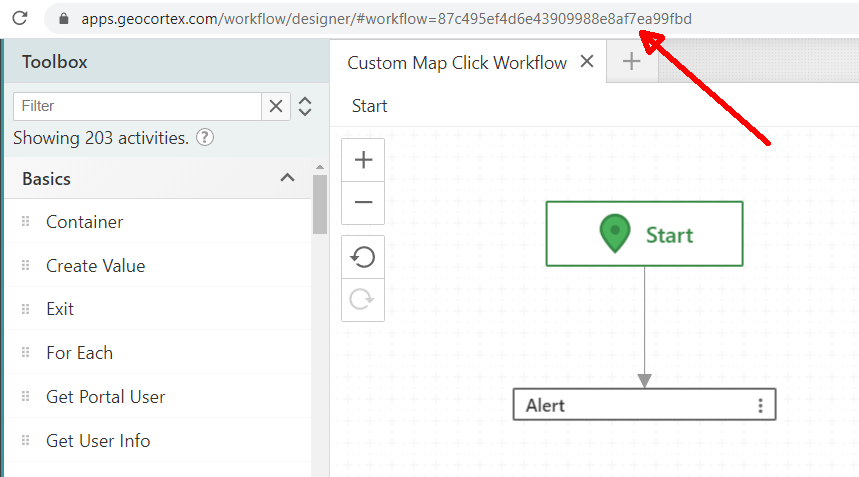 apps.geocortex.com/workflow/designer/#workflow=87c495ef4d6e43909988e8af7ea99fbd
Toolbox
Filter
Showing 203 activities. ?
Basics
Container
Create Value
Exit
For Each
Get Portal User
Get User Info
Custom Map Click Workflow
Start
Start
Alert